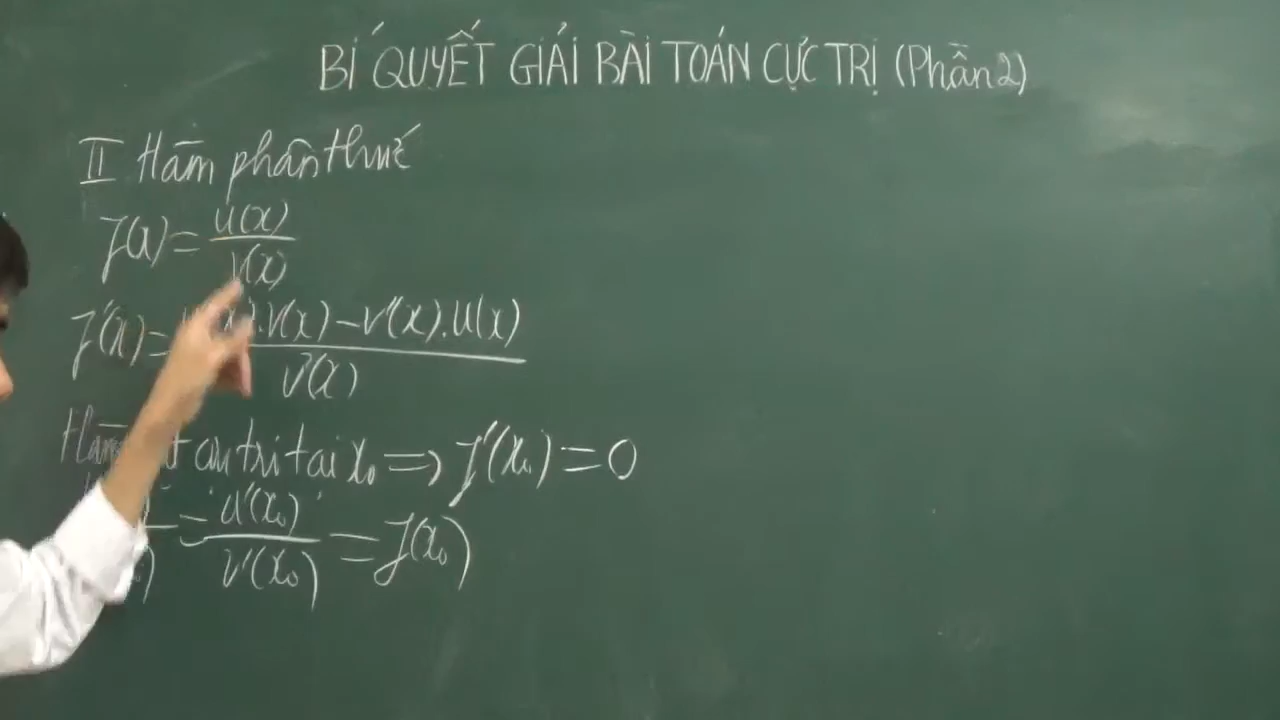 BÍ QUYẾT GIẢI BÀI TOÁN CỰC TRỊ (Phần 2)
II Hàm phân thức
f(x) = u(x) / v(x)
f'(x) = .v(x) - v'(x).u(x) / v²(x)
Hàm cực trị tại x₀ => f'(x₀) = 0
= u'(x₀) / v'(x₀) = f(x₀)